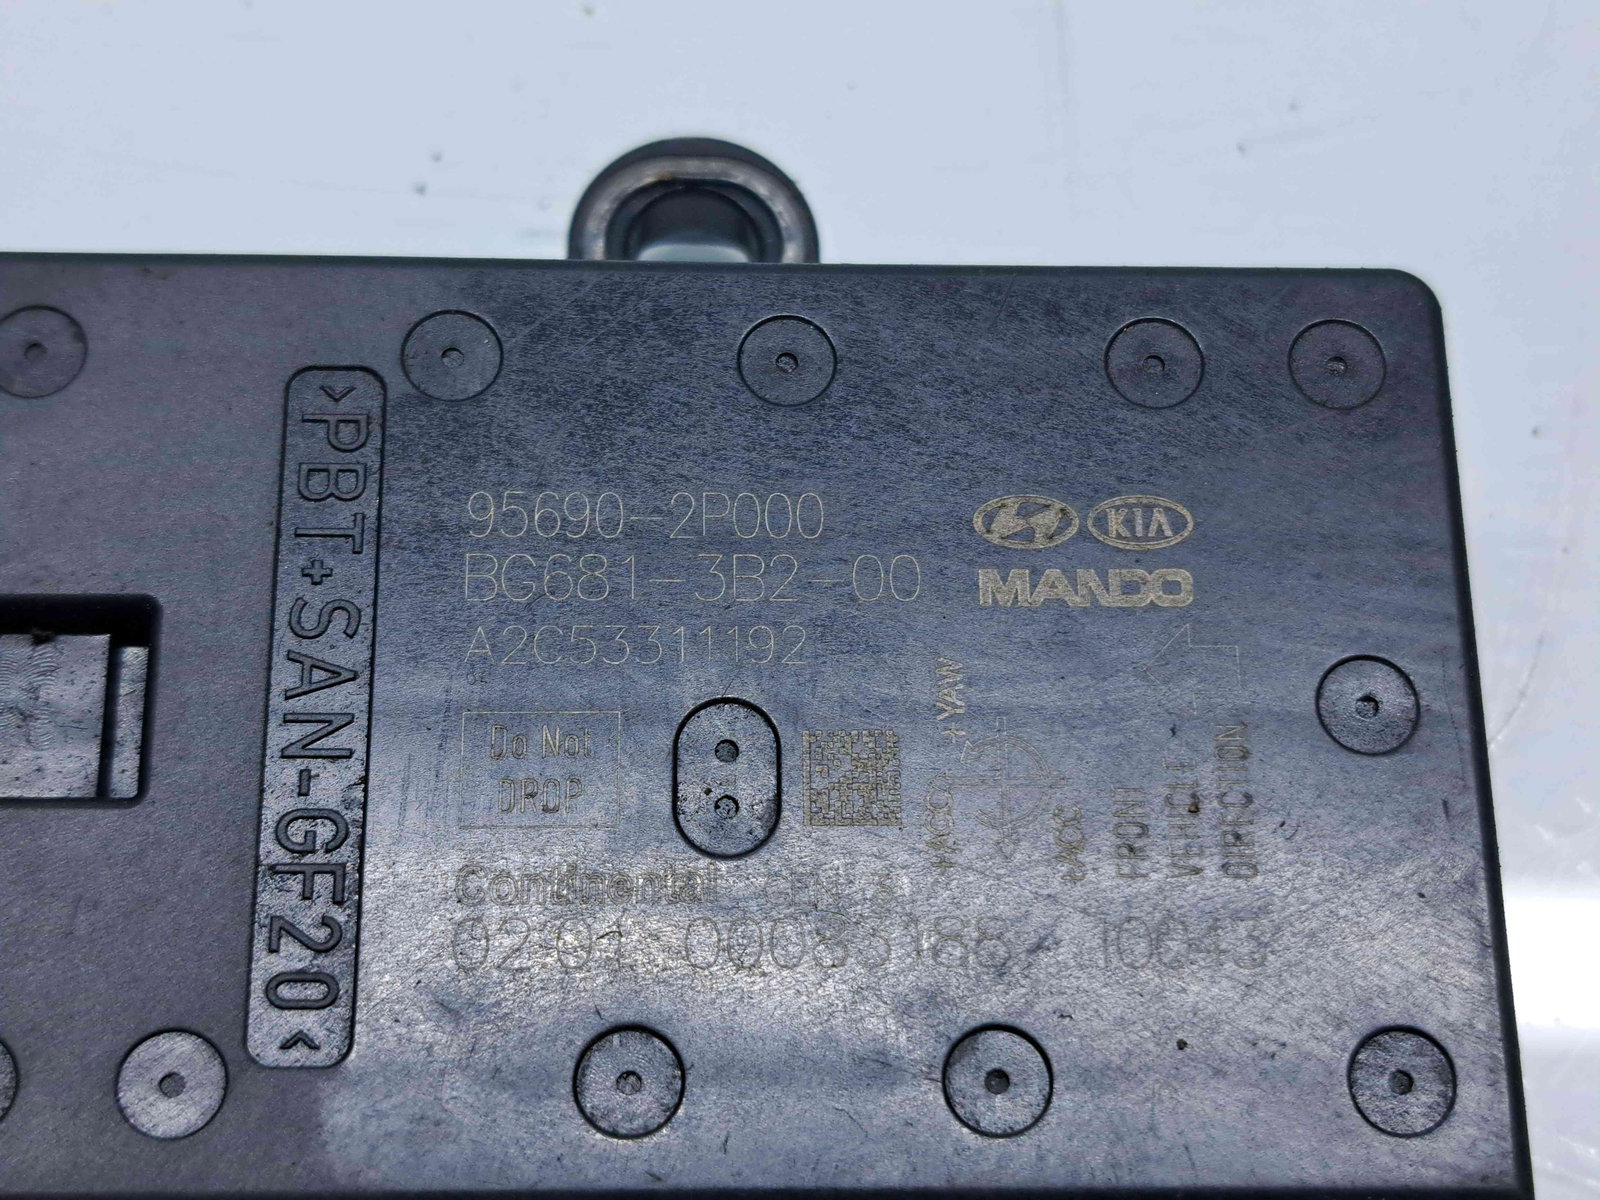 >PBT+SAN-GF20<
95690-2P000
BG681-3B2-00
A2C53311192
KIA
MANDO
Do Not
DROP
+YAW
FRONT
VEHICLE
DIRECTION
Continental
10043